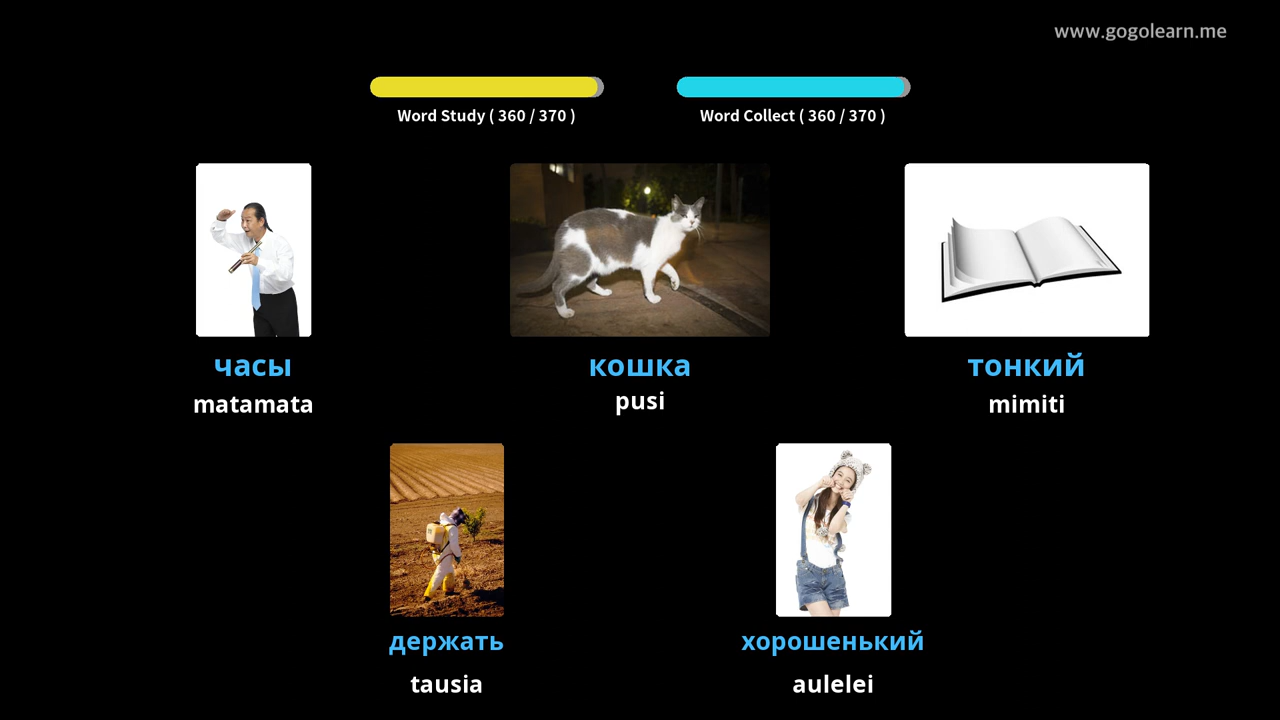 www.gogolearn.me
Word Study ( 360 / 370 )
Word Collect ( 360 / 370 )
часы
matamata
кошка
pusi
тонкий
mimiti
держать
tausia
хорошенький
aulelei